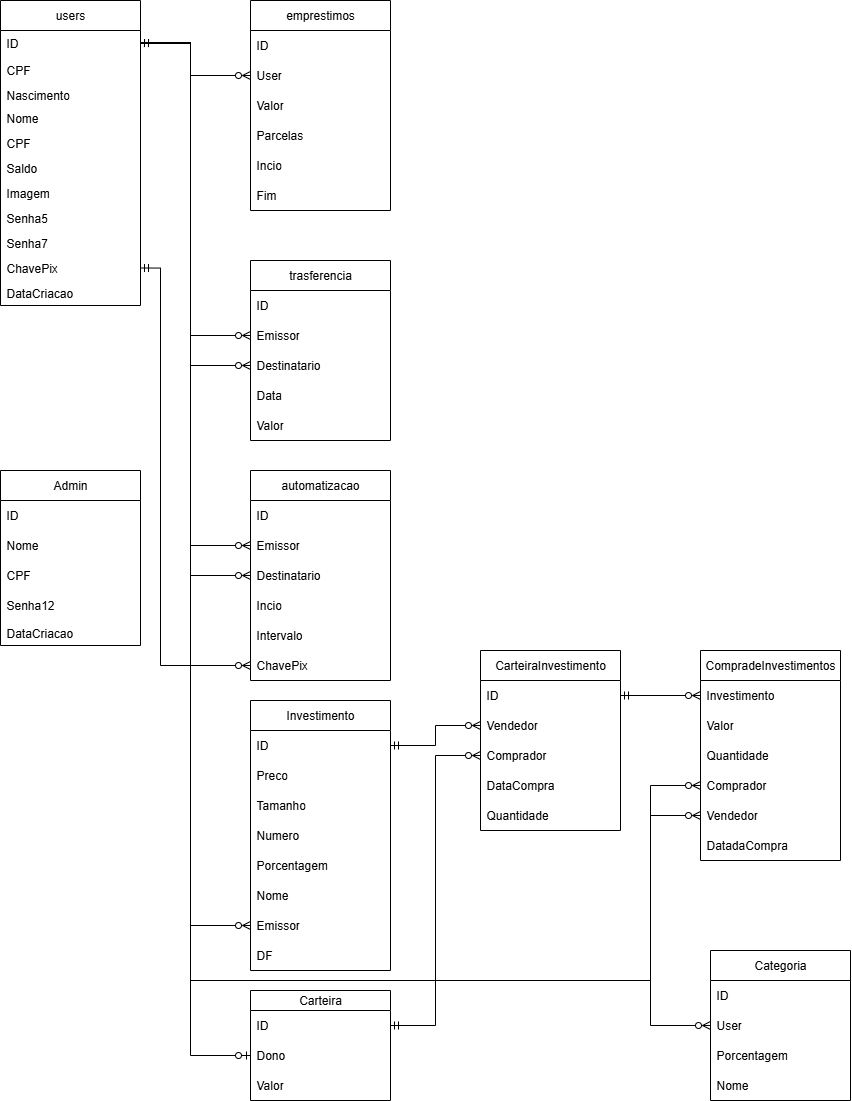 users
ID
CPF
Nascimento
Nome
CPF
Saldo
Imagem
Senha5
Senha7
ChavePix
DataCriacao
emprestimos
ID
User
Valor
Parcelas
Incio
Fim
trasferencia
ID
Emissor
Destinatario
Data
Valor
Admin
ID
Nome
CPF
Senha12
DataCriacao
automatizacao
ID
Emissor
Destinatario
Incio
Intervalo
ChavePix
Investimento
ID
Preco
Tamanho
Numero
Porcentagem
Nome
Emissor
DF
CarteiraInvestimento
ID
Vendedor
Comprador
DataCompra
Quantidade
CompradeInvestimentos
Investimento
Valor
Quantidade
Comprador
Vendedor
DatadaCompra
Carteira
ID
Dono
Valor
Categoria
ID
User
Porcentagem
Nome